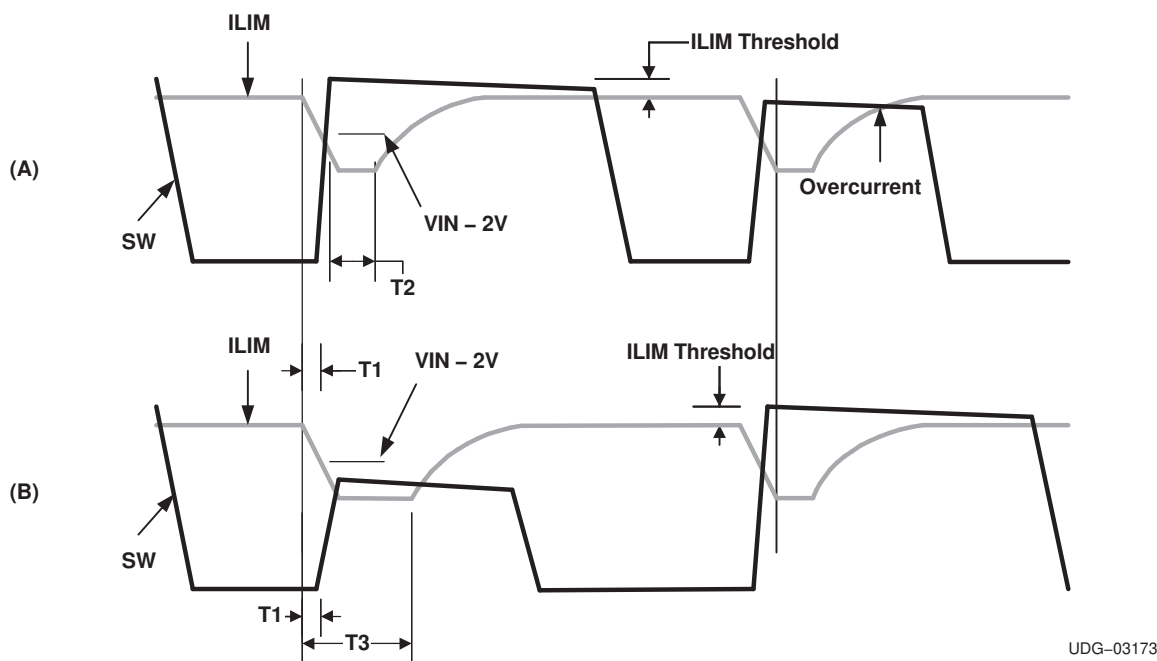 ILIM
ILIM Threshold
(A)
Overcurrent
VIN – 2V
SW
T2
ILIM
VIN – 2V
ILIM Threshold
T1
(B)
SW
T1
T3
UDG–03173